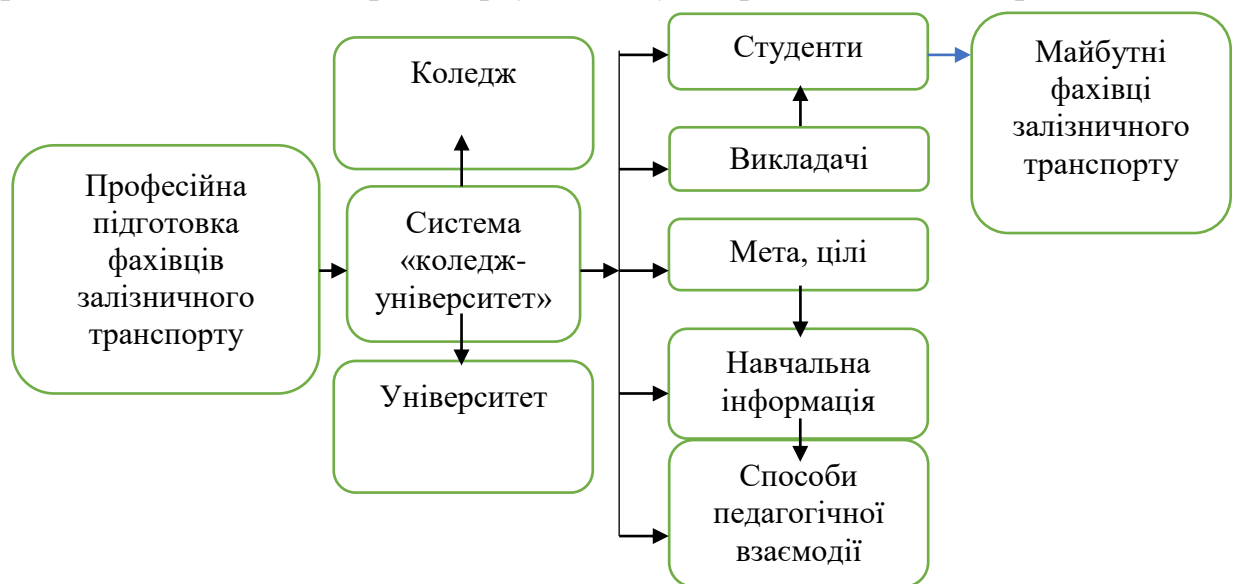 Професійна
підготовка
фахівців
залізничного
транспорту
Коледж
Система
«коледж-
університет»
Університет
Студенти
Викладачі
Мета, цілі
Навчальна
інформація
Способи
педагогічної
взаємодії
Майбутні
фахівці
залізничного
транспорту